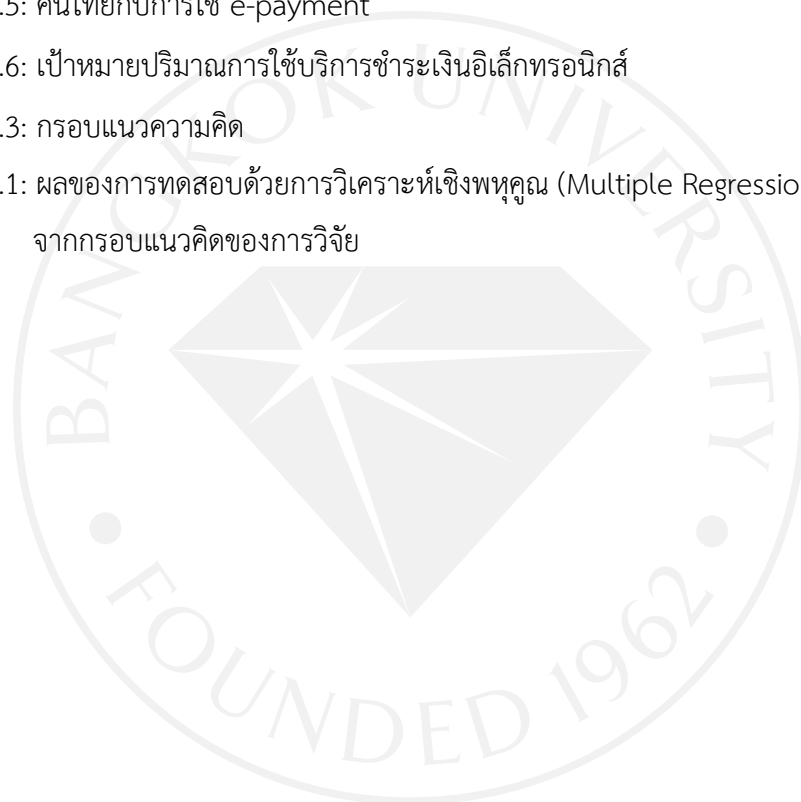 .5: คนไทยกับการใช้ e-payment
.6: เป้าหมายปริมาณการใช้บริการชำระเงินอิเล็กทรอนิกส์
.3: กรอบแนวความคิด
.1: ผลของการทดสอบด้วยการวิเคราะห์เชิงพหุคูณ (Multiple Regressio
จากกรอบแนวคิดของการวิจัย
BANGKOK UNIVERSITY
FOUNDED 1962